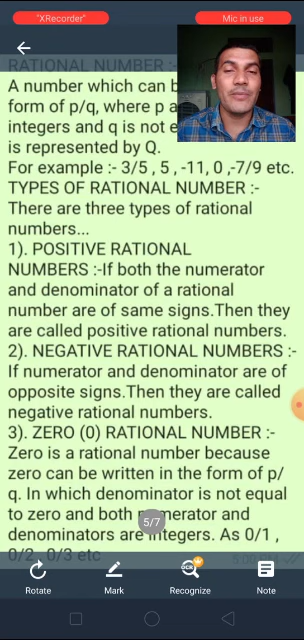 "XRecorder"
Mic in use
RATIONAL NUMBER :-
A number which can b
form of p/q, where p a
integers and q is not e
is represented by Q.
For example :- 3/5 , 5 , -11, 0 ,-7/9 etc.
TYPES OF RATIONAL NUMBER :-
There are three types of rational
numbers...
1). POSITIVE RATIONAL
NUMBERS :-If both the numerator
and denominator of a rational
number are of same signs.Then they
are called positive rational numbers.
2). NEGATIVE RATIONAL NUMBERS :-
If numerator and denominator are of
opposite signs.Then they are called
negative rational numbers.
3). ZERO (0) RATIONAL NUMBER :-
Zero is a rational number because
zero can be written in the form of p/
q. In which denominator is not equal
to zero and both numerator and
denominators are integers. As 0/1 ,
0/2 , 0/3 etc
5/7
5:09 PM
OCR
Rotate
Mark
Recognize
Note